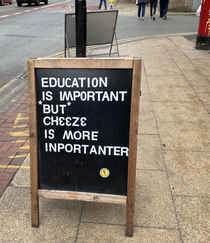 EDUCATION
IS IMPORTANT
*BUT*
CHEEZE
IS MORE
INPORTANTER